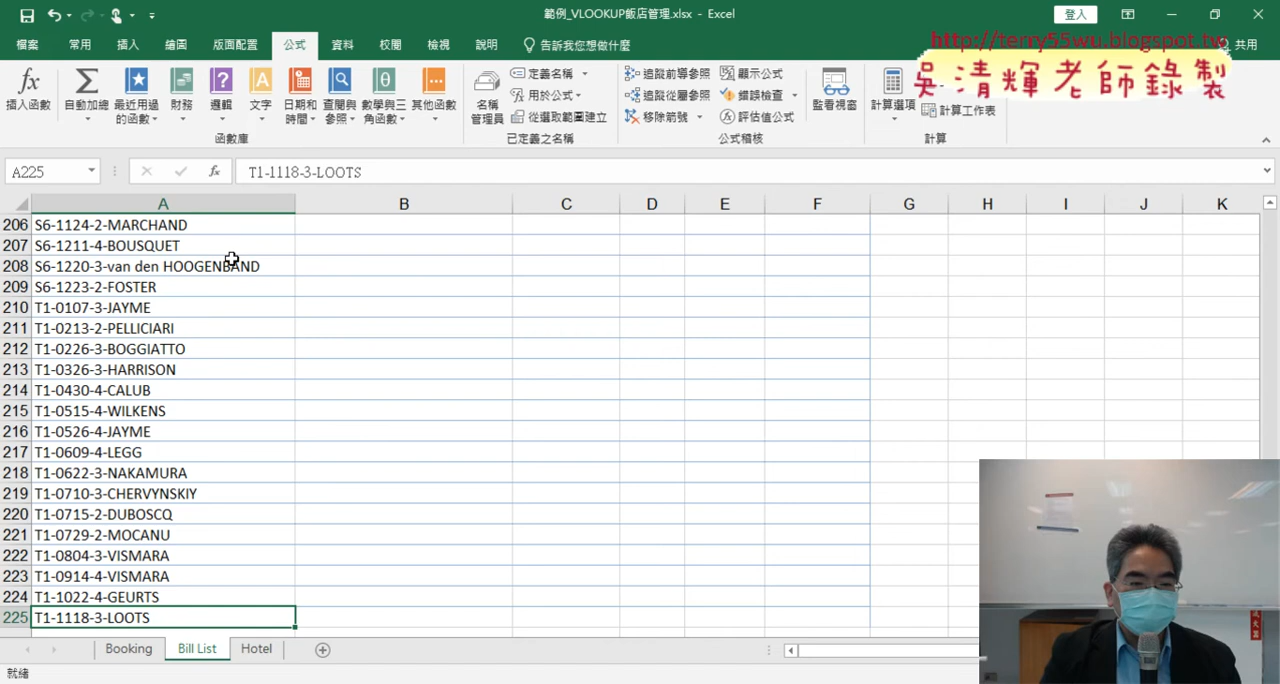 範例_VLOOKUP飯店管理.xlsx - Excel
登入
檔案 常用 插入 繪圖 版面配置 公式 資料 校閱 檢視 說明 告訴我您想做什麼 共用
http://terry55wu.blogspot.tw
吳清輝老師錄製
插入函數 自動加總 最近用過的函數 財務 邏輯 文字 日期和時間 查閱與參照 數學與三角函數 其他函數
函數庫
名稱管理員 定義名稱 用於公式 從選取範圍建立
已定義之名稱
追蹤前導參照 追蹤從屬參照 移除箭號 顯示公式 錯誤檢查 評估值公式
公式稽核
監看視窗
計算選項 計算工作表
計算
A225 fx T1-1118-3-LOOTS
A B C D E F G H I J K
206 S6-1124-2-MARCHAND
207 S6-1211-4-BOUSQUET
208 S6-1220-3-van den HOOGENBAND
209 S6-1223-2-FOSTER
210 T1-0107-3-JAYME
211 T1-0213-2-PELLICIARI
212 T1-0226-3-BOGGIATTO
213 T1-0326-3-HARRISON
214 T1-0430-4-CALUB
215 T1-0515-4-WILKENS
216 T1-0526-4-JAYME
217 T1-0609-4-LEGG
218 T1-0622-3-NAKAMURA
219 T1-0710-3-CHERVYNSKIY
220 T1-0715-2-DUBOSCQ
221 T1-0729-2-MOCANU
222 T1-0804-3-VISMARA
223 T1-0914-4-VISMARA
224 T1-1022-4-GEURTS
225 T1-1118-3-LOOTS
Booking Bill List Hotel
就緒